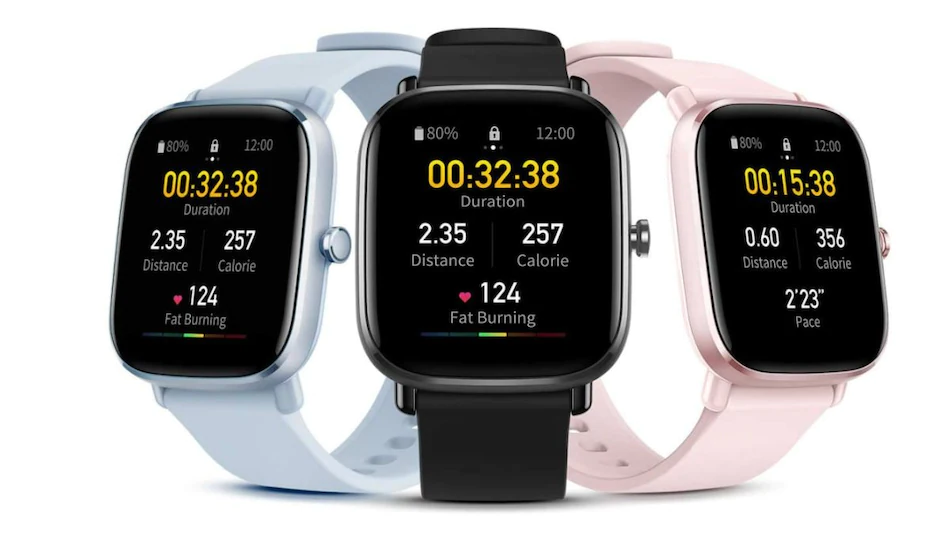 80% 12:00
00:32:38
Duration
2.35 257
Distance Calorie
124
Fat Burning
80% 12:00
00:32:38
Duration
2.35 257
Distance Calorie
124
Fat Burning
80% 12:00
00:15:38
Duration
0.60 356
Distance Calorie
2’23”
Pace